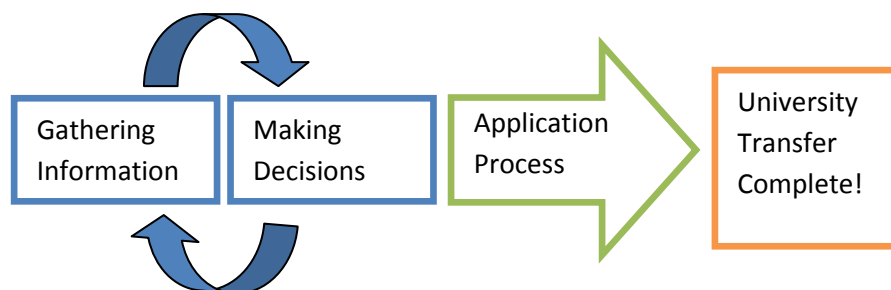 Gathering
Information
Making
Decisions
Application
Process
University
Transfer
Complete!